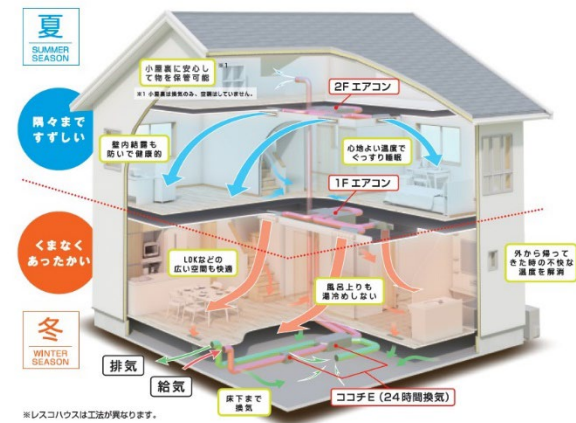 夏
SUMMER
SEASON
隅々まで
すずしい
小屋裏に安心し
て物を保管可能
※1
※1 小屋裏は換気のみ、空調はしていません。
2F エアコン
壁内結露も
防いで健康的
心地よい温度で
ぐっすり睡眠
1F エアコン
くまなく
あったかい
LDKなどの
広い空間も快適
風呂上りも
湯冷めしない
外から帰って
きた時の不快な
温度を解消
冬
WINTER
SEASON
排気
給気
床下まで
換気
ココチE(24時間換気)
※レスコハウスは工法が異なります。